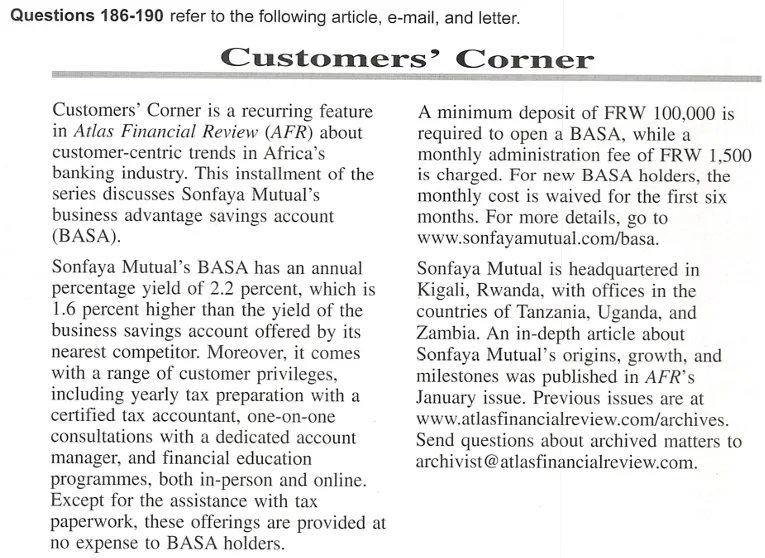 Questions 186-190 refer to the following article, e-mail, and letter.
Customers' Corner
Customers' Corner is a recurring feature
in Atlas Financial Review (AFR) about
customer-centric trends in Africa's
banking industry. This installment of the
series discusses Sonfaya Mutual's
business advantage savings account
(BASA).
Sonfaya Mutual's BASA has an annual
percentage yield of 2.2 percent, which is
1.6 percent higher than the yield of the
business savings account offered by its
nearest competitor. Moreover, it comes
with a range of customer privileges,
including yearly tax preparation with a
certified tax accountant, one-on-one
consultations with a dedicated account
manager, and financial education
programmes, both in-person and online.
Except for the assistance with tax
paperwork, these offerings are provided at
no expense to BASA holders.
A minimum deposit of FRW 100,000 is
required to open a BASA, while a
monthly administration fee of FRW 1,500
is charged. For new BASA holders, the
monthly cost is waived for the first six
months. For more details, go to
www.sonfayamutual.com/basa.
Sonfaya Mutual is headquartered in
Kigali, Rwanda, with offices in the
countries of Tanzania, Uganda, and
Zambia. An in-depth article about
Sonfaya Mutual's origins, growth, and
milestones was published in AFR's
January issue. Previous issues are at
www.atlasfinancialreview.com/archives.
Send questions about archived matters to
archivist@atlasfinancialreview.com.